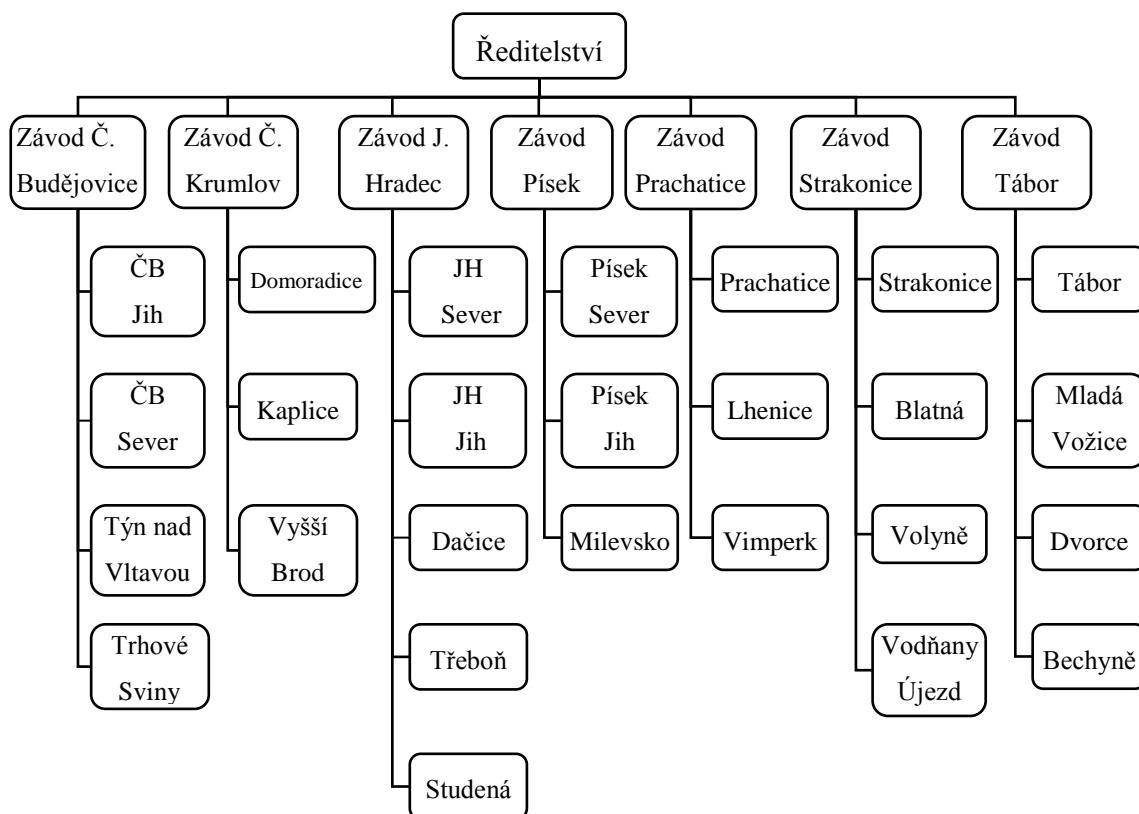 Ředitelství
Závod Č.
Budějovice
Závod Č.
Krumlov
Závod J.
Hradec
Závod
Písek
Závod
Prachatice
Závod
Strakonice
Závod
Tábor
ČB
Jih
ČB
Sever
Týn nad
Vltavou
Trhové
Sviny
Domoradice
Kaplice
Vyšší
Brod
JH
Sever
JH
Jih
Dačice
Třeboň
Studená
Písek
Sever
Písek
Jih
Milevsko
Prachatice
Lhenice
Vimperk
Strakonice
Blatná
Volyně
Vodňany
Újezd
Tábor
Mladá
Vožice
Dvorce
Bechyně